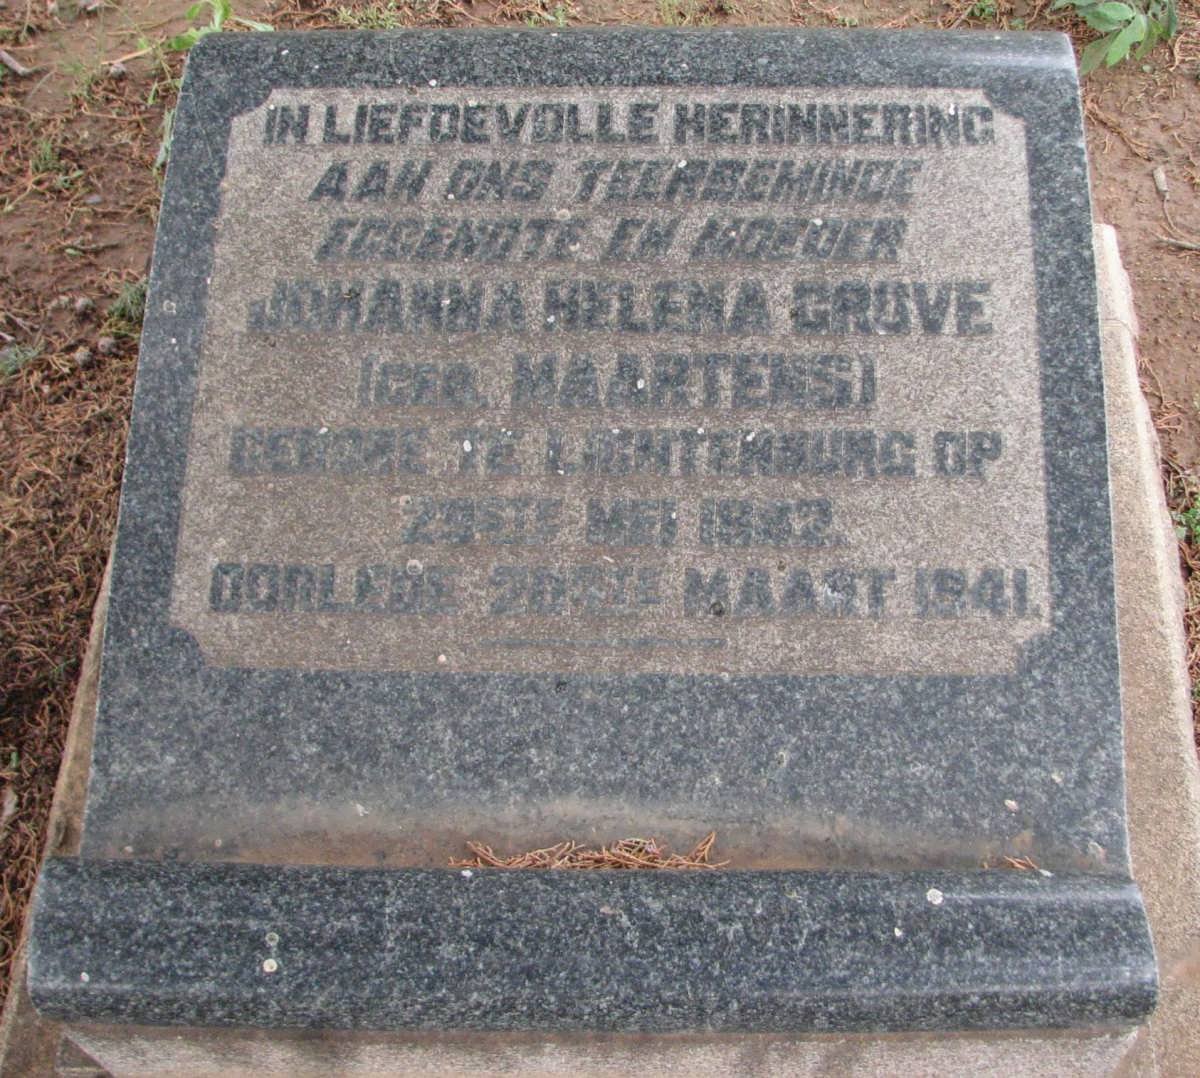 IN LIEFDEVOLLE HERINNERING
AAN ONS TEERBEMINDE
EGGENOTE EN MOEDER
JOHANNA HELENA GROVE
(GEB. MAARTENS)
GEBORE TE LICHTENBURG OP
MEI
OORLEDE MAART 1941.